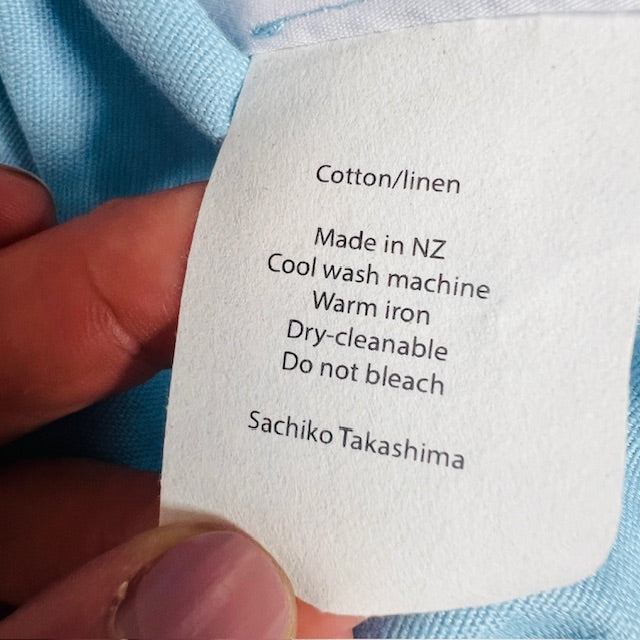 Cotton/linen
Made in NZ
Cool wash machine
Warm iron
Dry-cleanable
Do not bleach
Sachiko Takashima